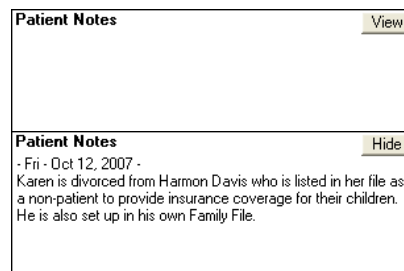 Patient Notes View
Patient Notes Hide
- Fri - Oct 12, 2007 -
Karen is divorced from Harmon Davis who is listed in her file as
a non-patient to provide insurance coverage for their children.
He is also set up in his own Family File.